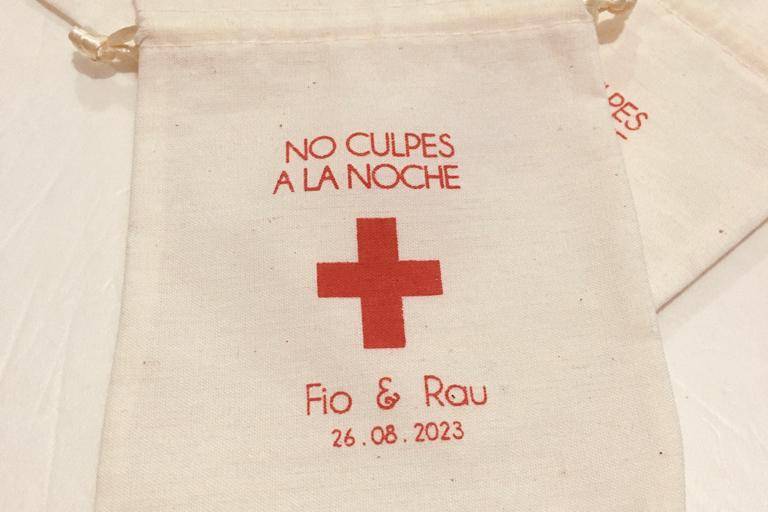 NO CULPES
A LA NOCHE
Fio & Rau
26.08.2023